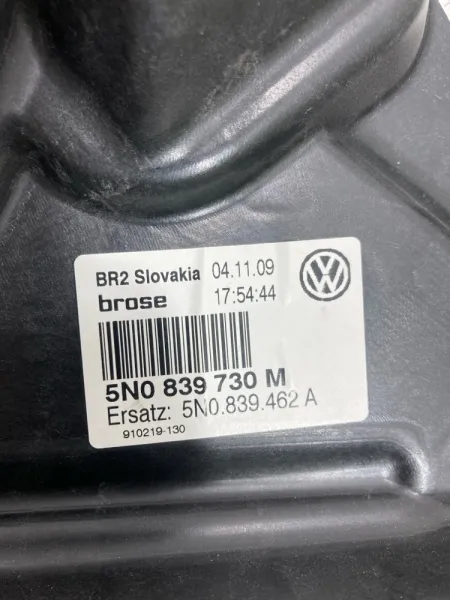 BR2 Slovakia 04.11.09
brose 17:54:44
5N0 839 730 M
Ersatz: 5N0.839.462 A
910219-130